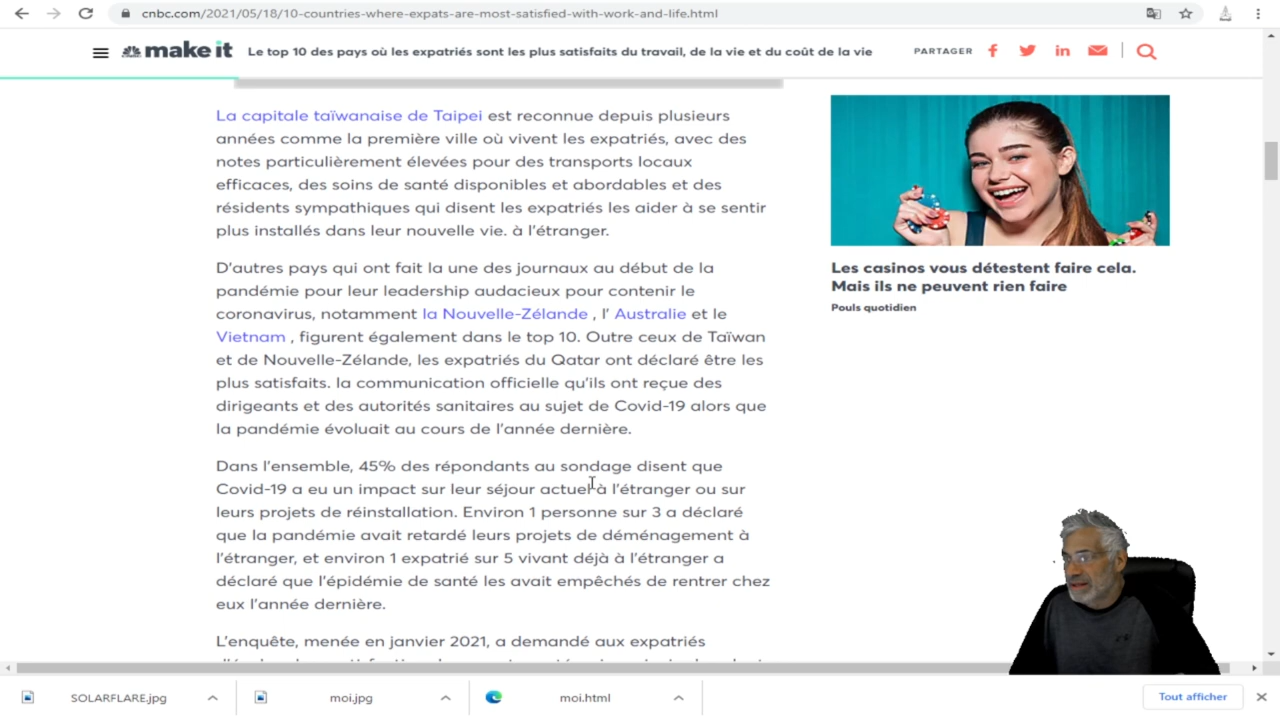 cnbc.com/2021/05/18/10-countries-where-expats-are-most-satisfied-with-work-and-life.html
make it
Le top 10 des pays où les expatriés sont les plus satisfaits du travail, de la vie et du coût de la vie
PARTAGER
La capitale taïwanaise de Taipei est reconnue depuis plusieurs
années comme la première ville où vivent les expatriés, avec des
notes particulièrement élevées pour des transports locaux
efficaces, des soins de santé disponibles et abordables et des
résidents sympathiques qui disent les expatriés les aider à se sentir
plus installés dans leur nouvelle vie. à l'étranger.
D'autres pays qui ont fait la une des journaux au début de la
pandémie pour leur leadership audacieux pour contenir le
coronavirus, notamment la Nouvelle-Zélande , l' Australie et le
Vietnam , figurent également dans le top 10. Outre ceux de Taïwan
et de Nouvelle-Zélande, les expatriés du Qatar ont déclaré être les
plus satisfaits. la communication officielle qu'ils ont reçue des
dirigeants et des autorités sanitaires au sujet de Covid-19 alors que
la pandémie évoluait au cours de l'année dernière.
Dans l'ensemble, 45% des répondants au sondage disent que
Covid-19 a eu un impact sur leur séjour actuel à l'étranger ou sur
leurs projets de réinstallation. Environ 1 personne sur 3 a déclaré
que la pandémie avait retardé leurs projets de déménagement à
l'étranger, et environ 1 expatrié sur 5 vivant déjà à l'étranger a
déclaré que l'épidémie de santé les avait empêchés de rentrer chez
eux l'année dernière.
L'enquête, menée en janvier 2021, a demandé aux expatriés
Les casinos vous détestent faire cela.
Mais ils ne peuvent rien faire
Pouls quotidien
SOLARFLARE.jpg
moi.jpg
moi.html
Tout afficher